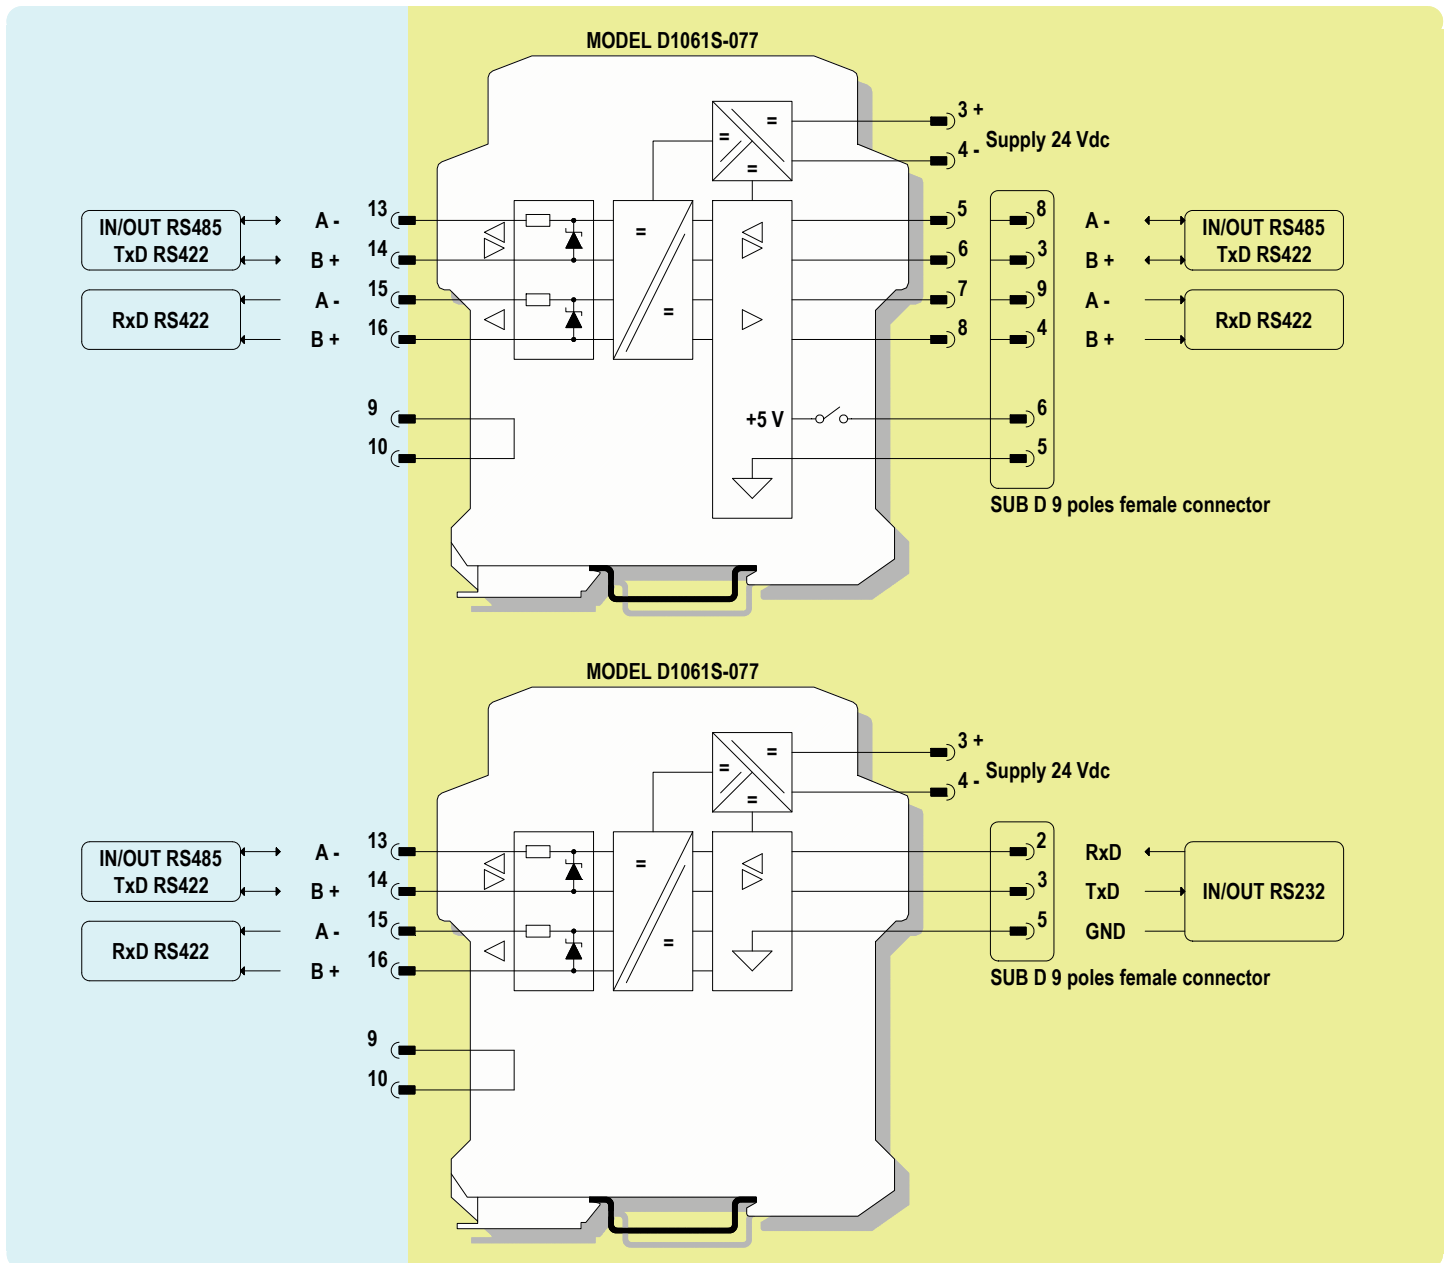 MODEL D1061S-077
3 +
Supply 24 Vdc
4 -
IN/OUT RS485
TxD RS422
A -
13
14
B +
RxD RS422
A -
15
16
B +
9
10
=
=
=
=
=
+5 V
5
6
7
8
8
3
9
4
6
5
A -
B +
IN/OUT RS485
TxD RS422
A -
B +
RxD RS422
SUB D 9 poles female connector
MODEL D1061S-077
3 +
Supply 24 Vdc
4 -
IN/OUT RS485
TxD RS422
A -
13
14
B +
RxD RS422
A -
15
16
B +
9
10
=
=
=
=
=
2
3
5
RxD
TxD
GND
IN/OUT RS232
SUB D 9 poles female connector